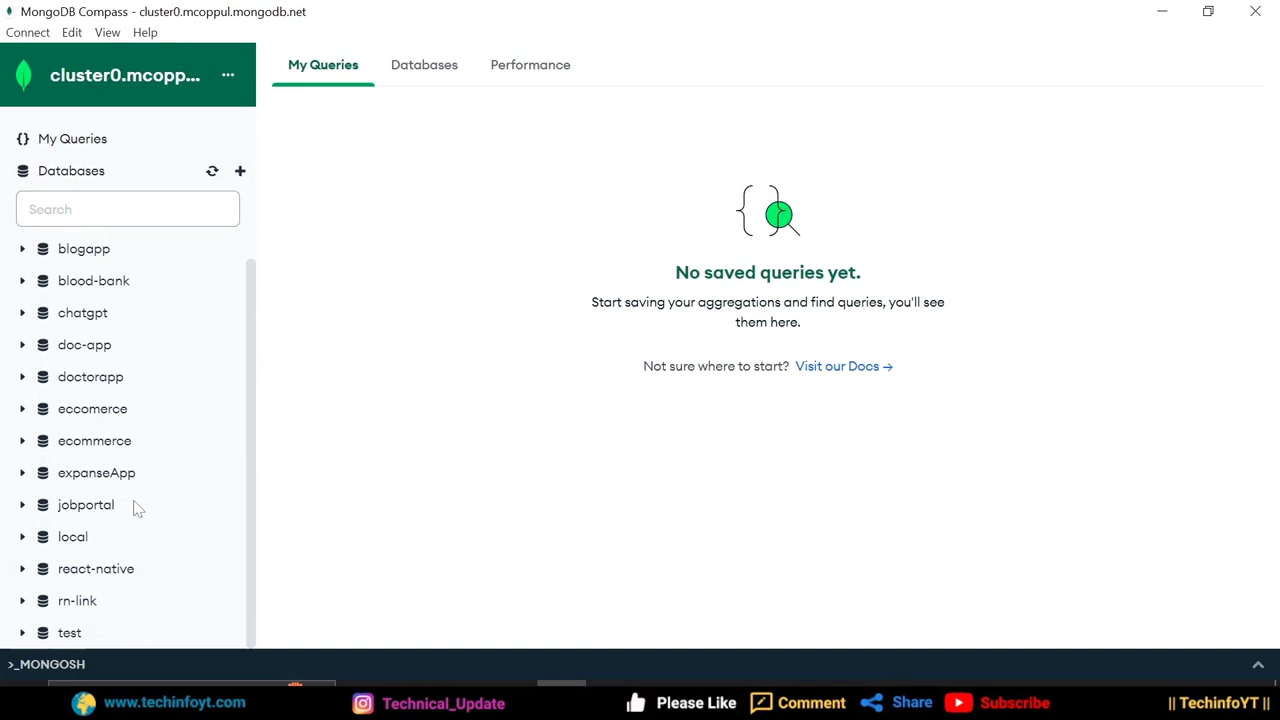 MongoDB Compass - cluster0.mcoppul.mongodb.net
Connect Edit View Help
cluster0.mcopp... ...
My Queries Databases Performance
{} My Queries
Databases
Search
blogapp
blood-bank
chatgpt
doc-app
doctorapp
eccomerce
ecommerce
expanseApp
jobportal
local
react-native
rn-link
test
No saved queries yet.
Start saving your aggregations and find queries, you'll see
them here.
Not sure where to start? Visit our Docs →
>_MONGOSH
www.techinfoyt.com Technical_Update Please Like Comment Share Subscribe || TechinfoYT ||